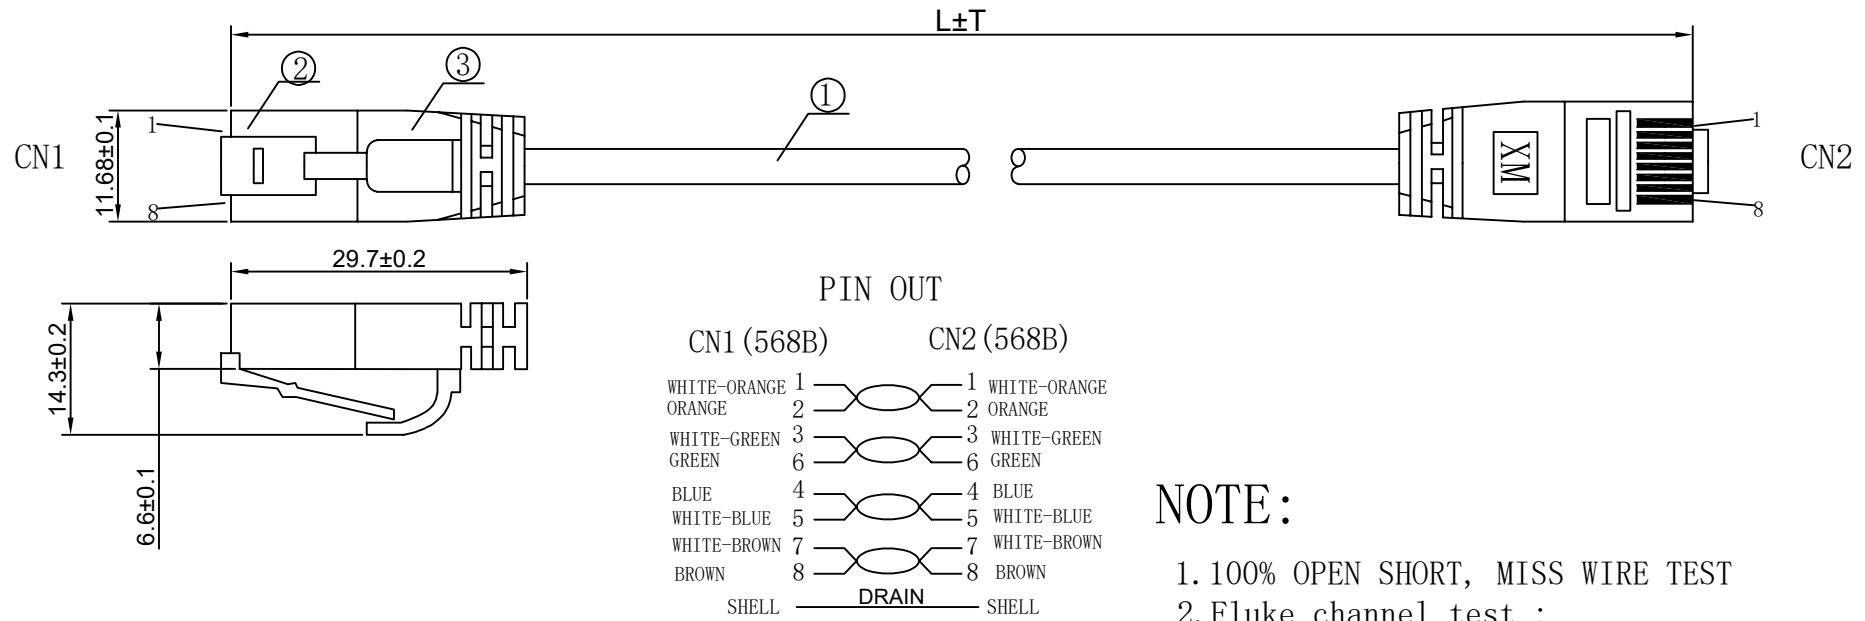 L±T
② ③ ①
CN1 1 8 11.68±0.1
XM 1 8 CN2
29.7±0.2
14.3±0.2
6.6±0.1
PIN OUT
CN1(568B) CN2(568B)
WHITE-ORANGE 1 1 WHITE-ORANGE
ORANGE 2 2 ORANGE
WHITE-GREEN 3 3 WHITE-GREEN
GREEN 6 6 GREEN
BLUE 4 4 BLUE
WHITE-BLUE 5 5 WHITE-BLUE
WHITE-BROWN 7 7 WHITE-BROWN
BROWN 8 8 BROWN
SHELL DRAIN SHELL
NOTE:
1.100% OPEN SHORT, MISS WIRE TEST
2.Fluke channel test :